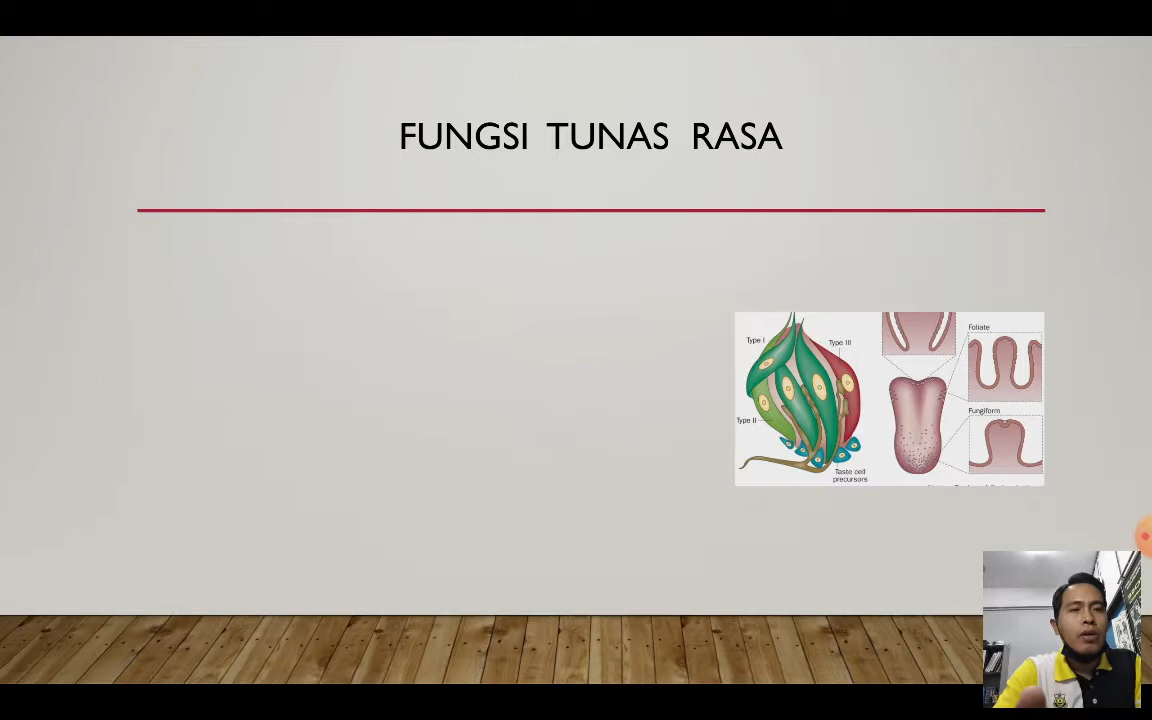 FUNGSI TUNAS RASA
Type I
Type III
Type II
Taste cell
precursors
Foliate
Fungiform